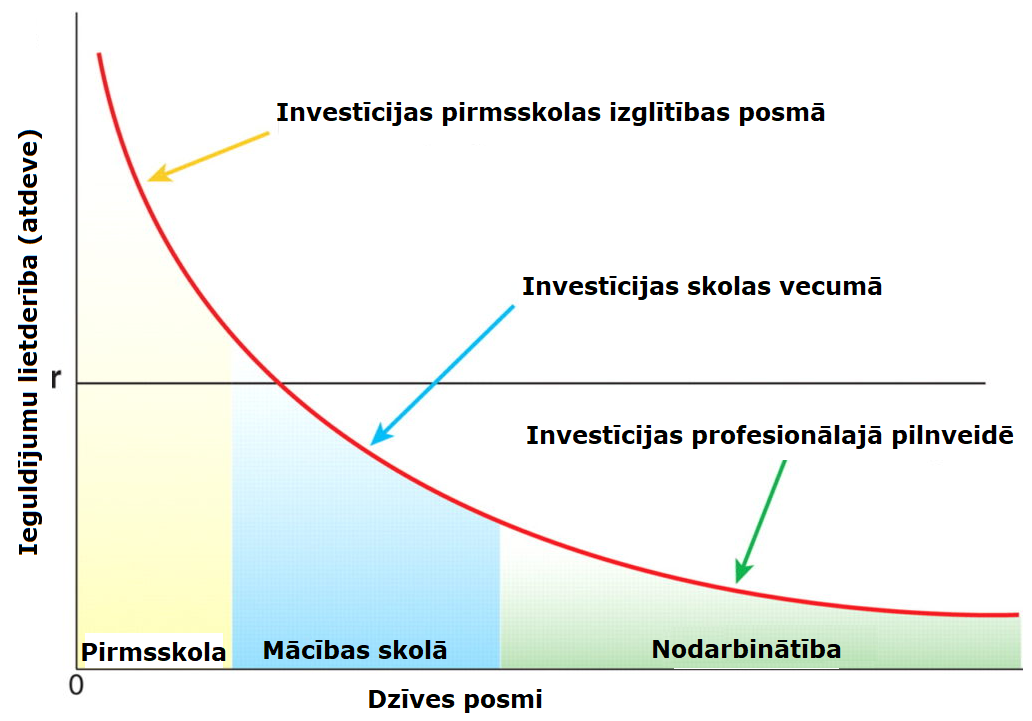 Investīcijas pirmsskolas izglītības posmā
Ieguldījumu lietderība (atdeve)
Investīcijas skolas vecumā
r
Investīcijas profesionālajā pilnveidē
Pirmsskola
Mācības skolā
Nodarbinātība
0
Dzīves posmi